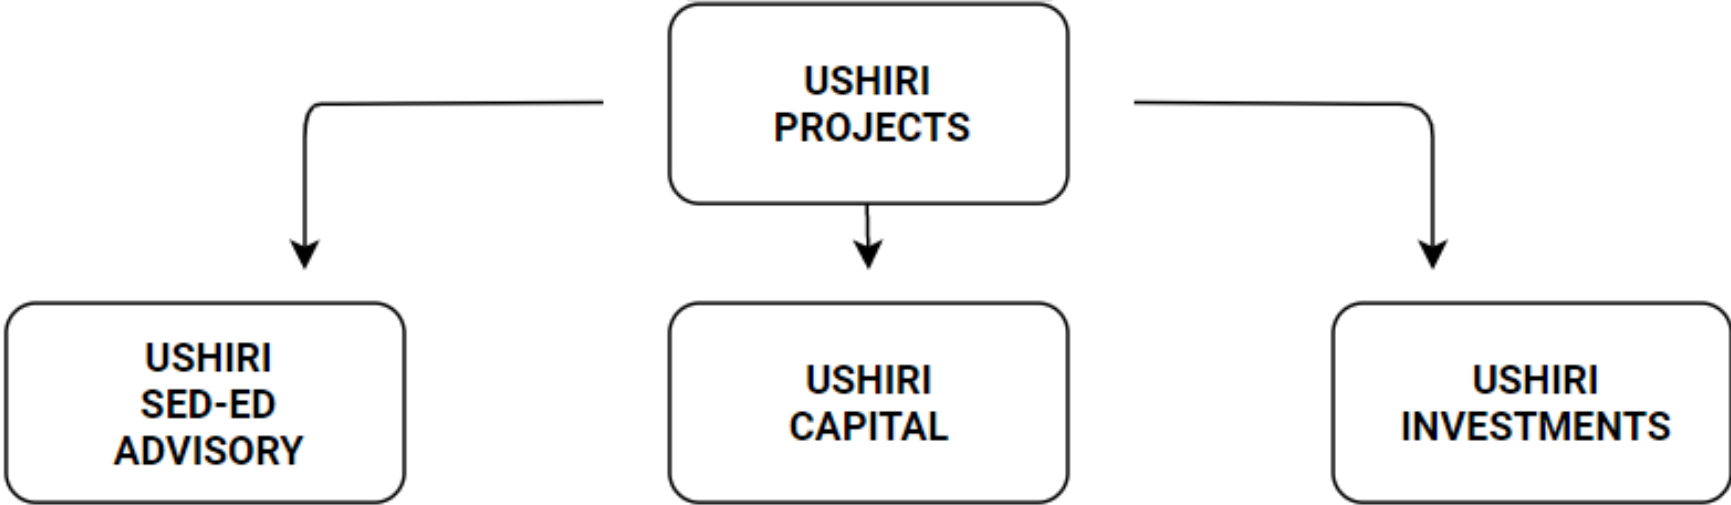 USHIRI
PROJECTS
USHIRI
SED-ED
ADVISORY
USHIRI
CAPITAL
USHIRI
INVESTMENTS